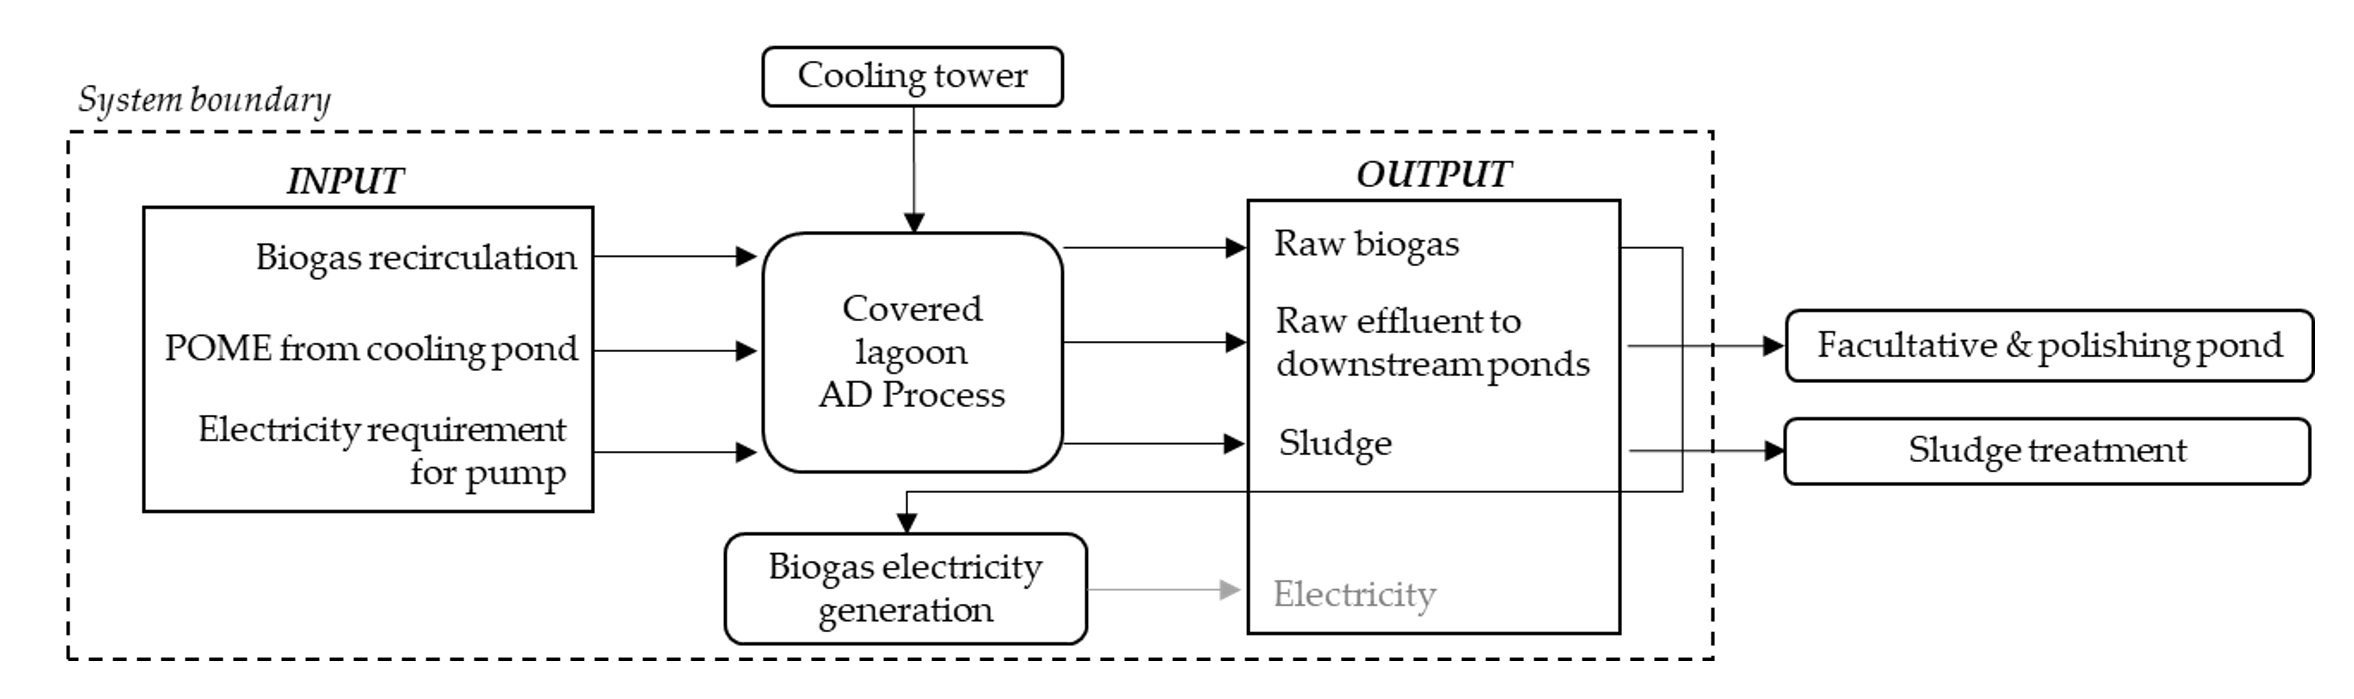 Cooling tower
System boundary
INPUT
OUTPUT
Biogas recirculation
POME from cooling pond
Electricity requirement
for pump
Covered
lagoon
AD Process
Raw biogas
Raw effluent to
downstream ponds
Sludge
Facultative & polishing pond
Sludge treatment
Biogas electricity
generation
Electricity